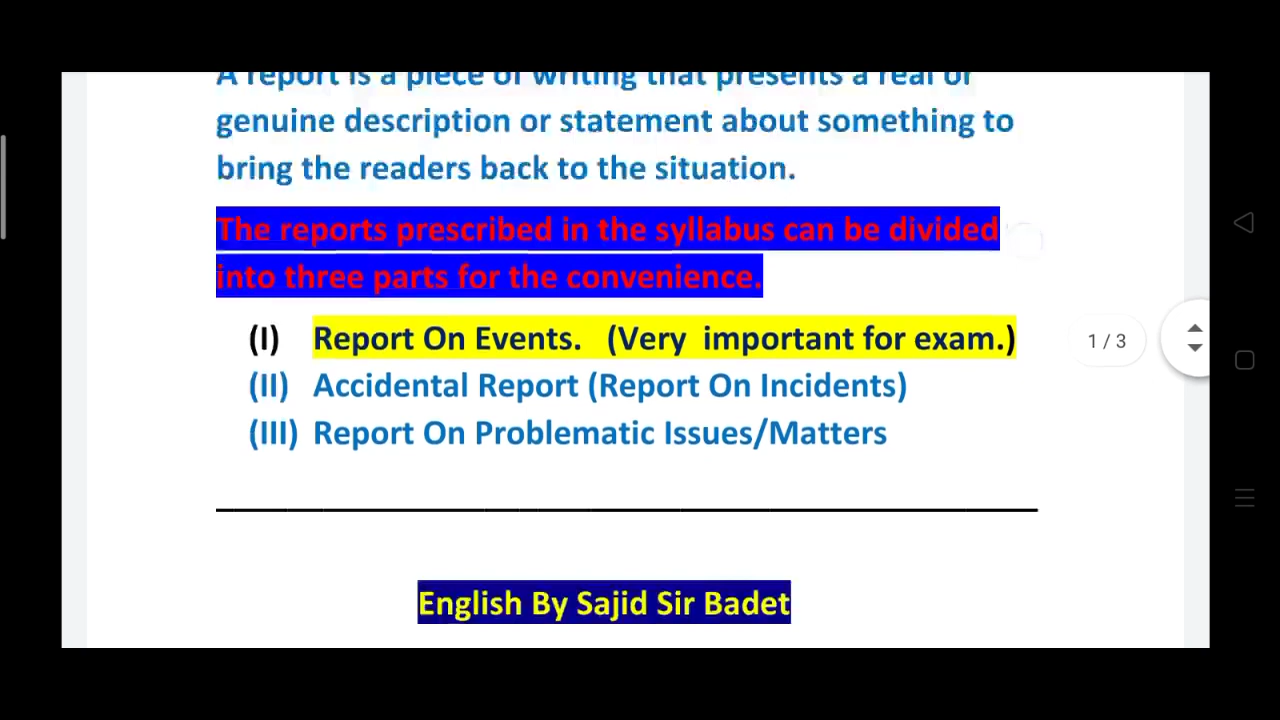 A report is a piece of writing that presents a real or
genuine description or statement about something to
bring the readers back to the situation.
The reports prescribed in the syllabus can be divided
into three parts for the convenience.
(I) Report On Events. (Very important for exam.)
1 / 3
(II) Accidental Report (Report On Incidents)
(III) Report On Problematic Issues/Matters
English By Sajid Sir Badet